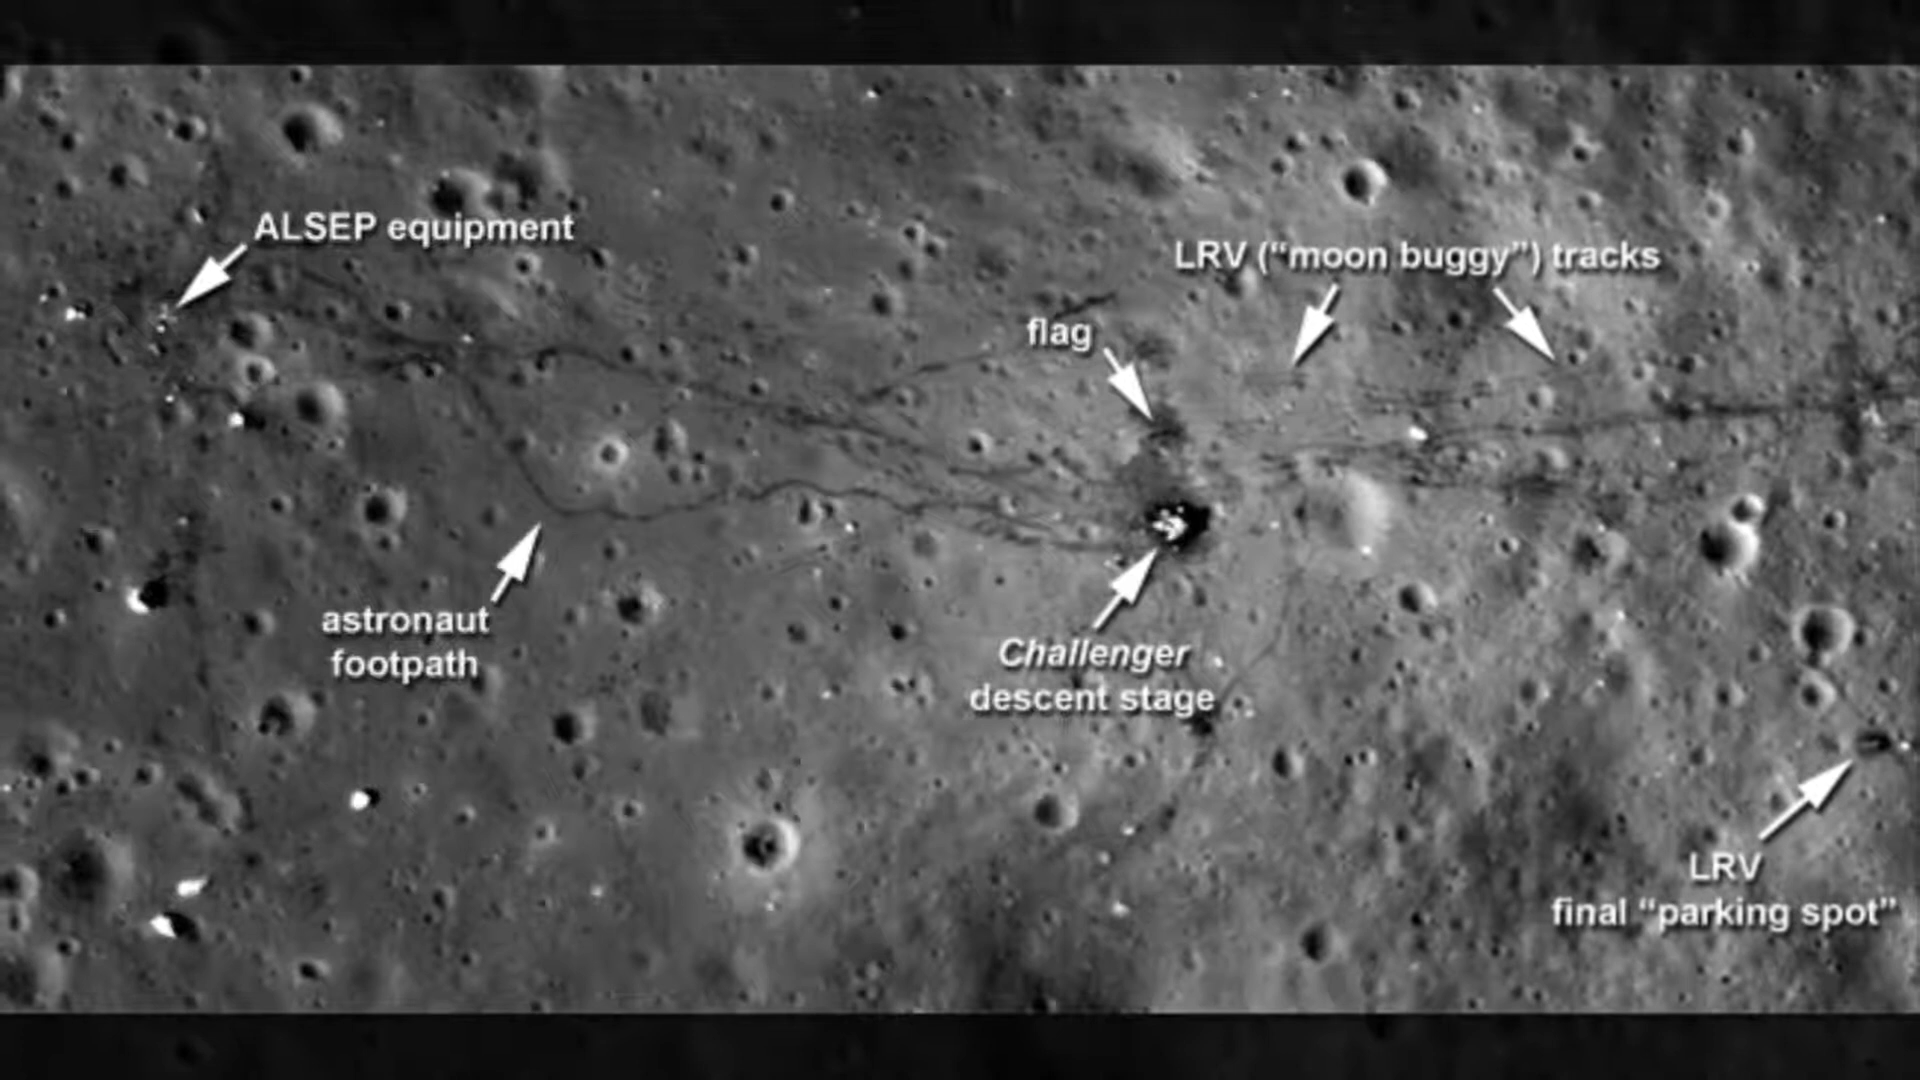 ALSEP equipment
LRV (“moon buggy”) tracks
flag
astronaut
footpath
Challenger
descent stage
LRV
final “parking spot”